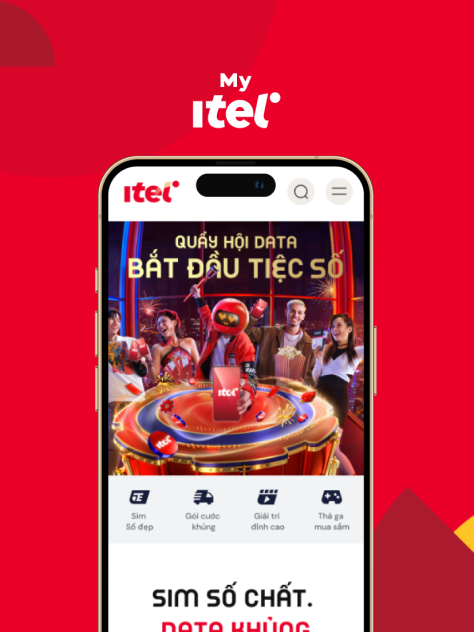 My
itel
itel
QUẨY HỘI DATA
BẮT ĐẦU TIỆC SỐ
itel
itel
Sim
Số đẹp
Gói cước
khủng
Giải trí
đỉnh cao
Thả ga
mua sắm
SIM SỐ CHẤT.
DATA KHỦNG